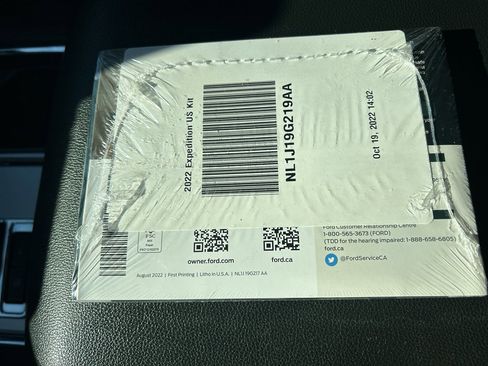 2022 Expedition US Kit
NL1J19G219AA
Oct 19, 2022 14:02
Ford Customer Relationship Centre
1-800-565-3673 (FORD)
(TDD for the hearing impaired: 1-888-658-6805)
ford.ca
@FordServiceCA
owner.ford.com
ford.ca
August 2022 | First Printing | Litho in U.S.A. | NL1J 19G217 AA